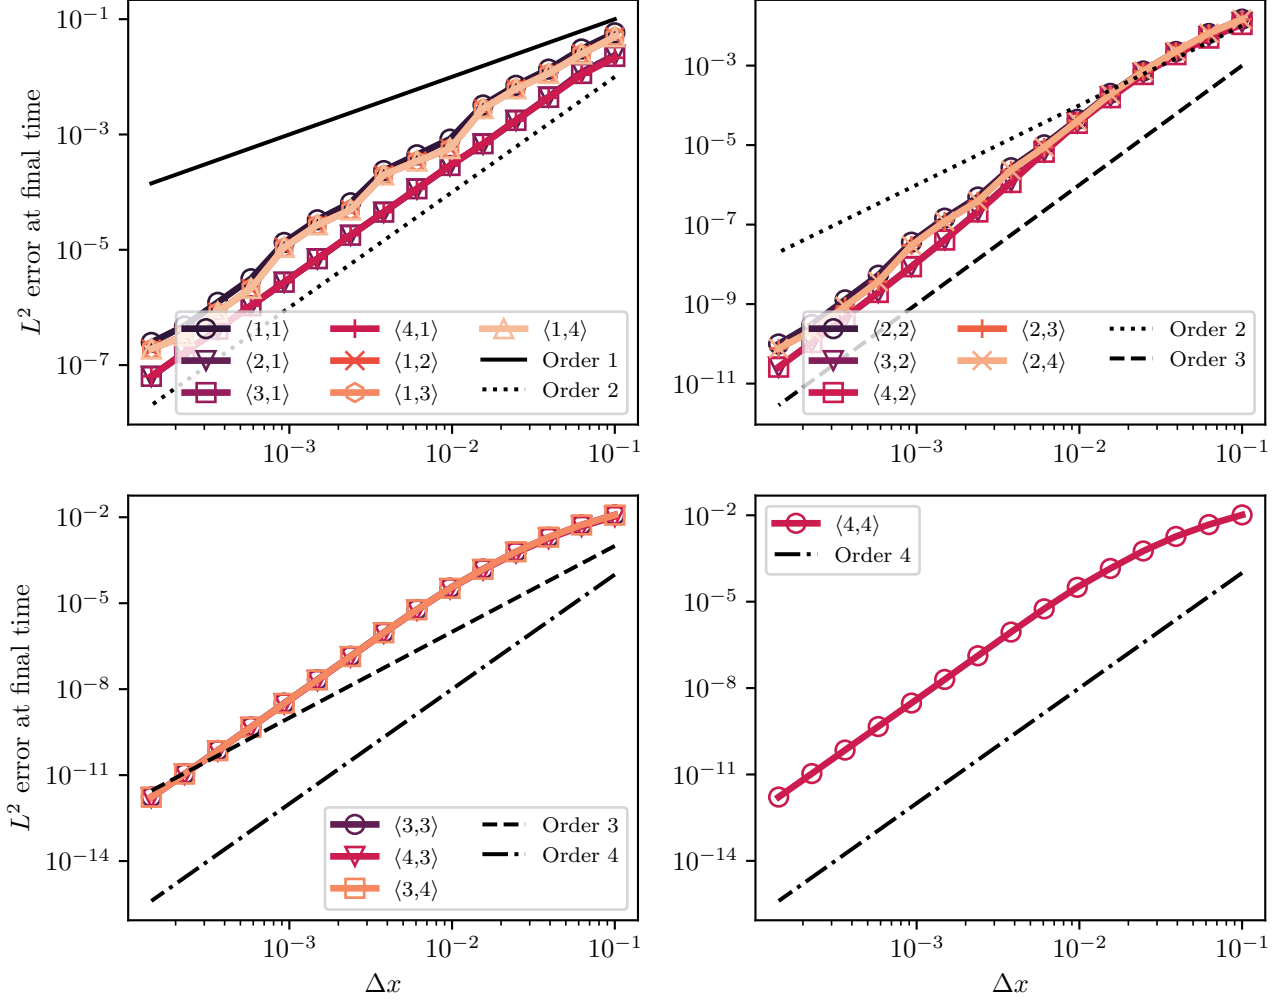 10⁻¹
10⁻³
10⁻⁵
10⁻⁷
L² error at final time
⟨1,1⟩ ⟨4,1⟩ ⟨1,4⟩
⟨2,1⟩ ⟨1,2⟩ Order 1
⟨3,1⟩ ⟨1,3⟩ Order 2
10⁻³ 10⁻² 10⁻¹
10⁻³
10⁻⁵
10⁻⁷
10⁻⁹
10⁻¹¹
⟨2,2⟩ ⟨2,3⟩ Order 2
⟨3,2⟩ ⟨2,4⟩ Order 3
⟨4,2⟩
10⁻³ 10⁻² 10⁻¹
10⁻²
10⁻⁵
10⁻⁸
10⁻¹¹
10⁻¹⁴
L² error at final time
⟨3,3⟩ Order 3
⟨4,3⟩ Order 4
⟨3,4⟩
10⁻³ 10⁻² 10⁻¹
Δx
10⁻²
10⁻⁵
10⁻⁸
10⁻¹¹
10⁻¹⁴
⟨4,4⟩
Order 4
10⁻³ 10⁻² 10⁻¹
Δx